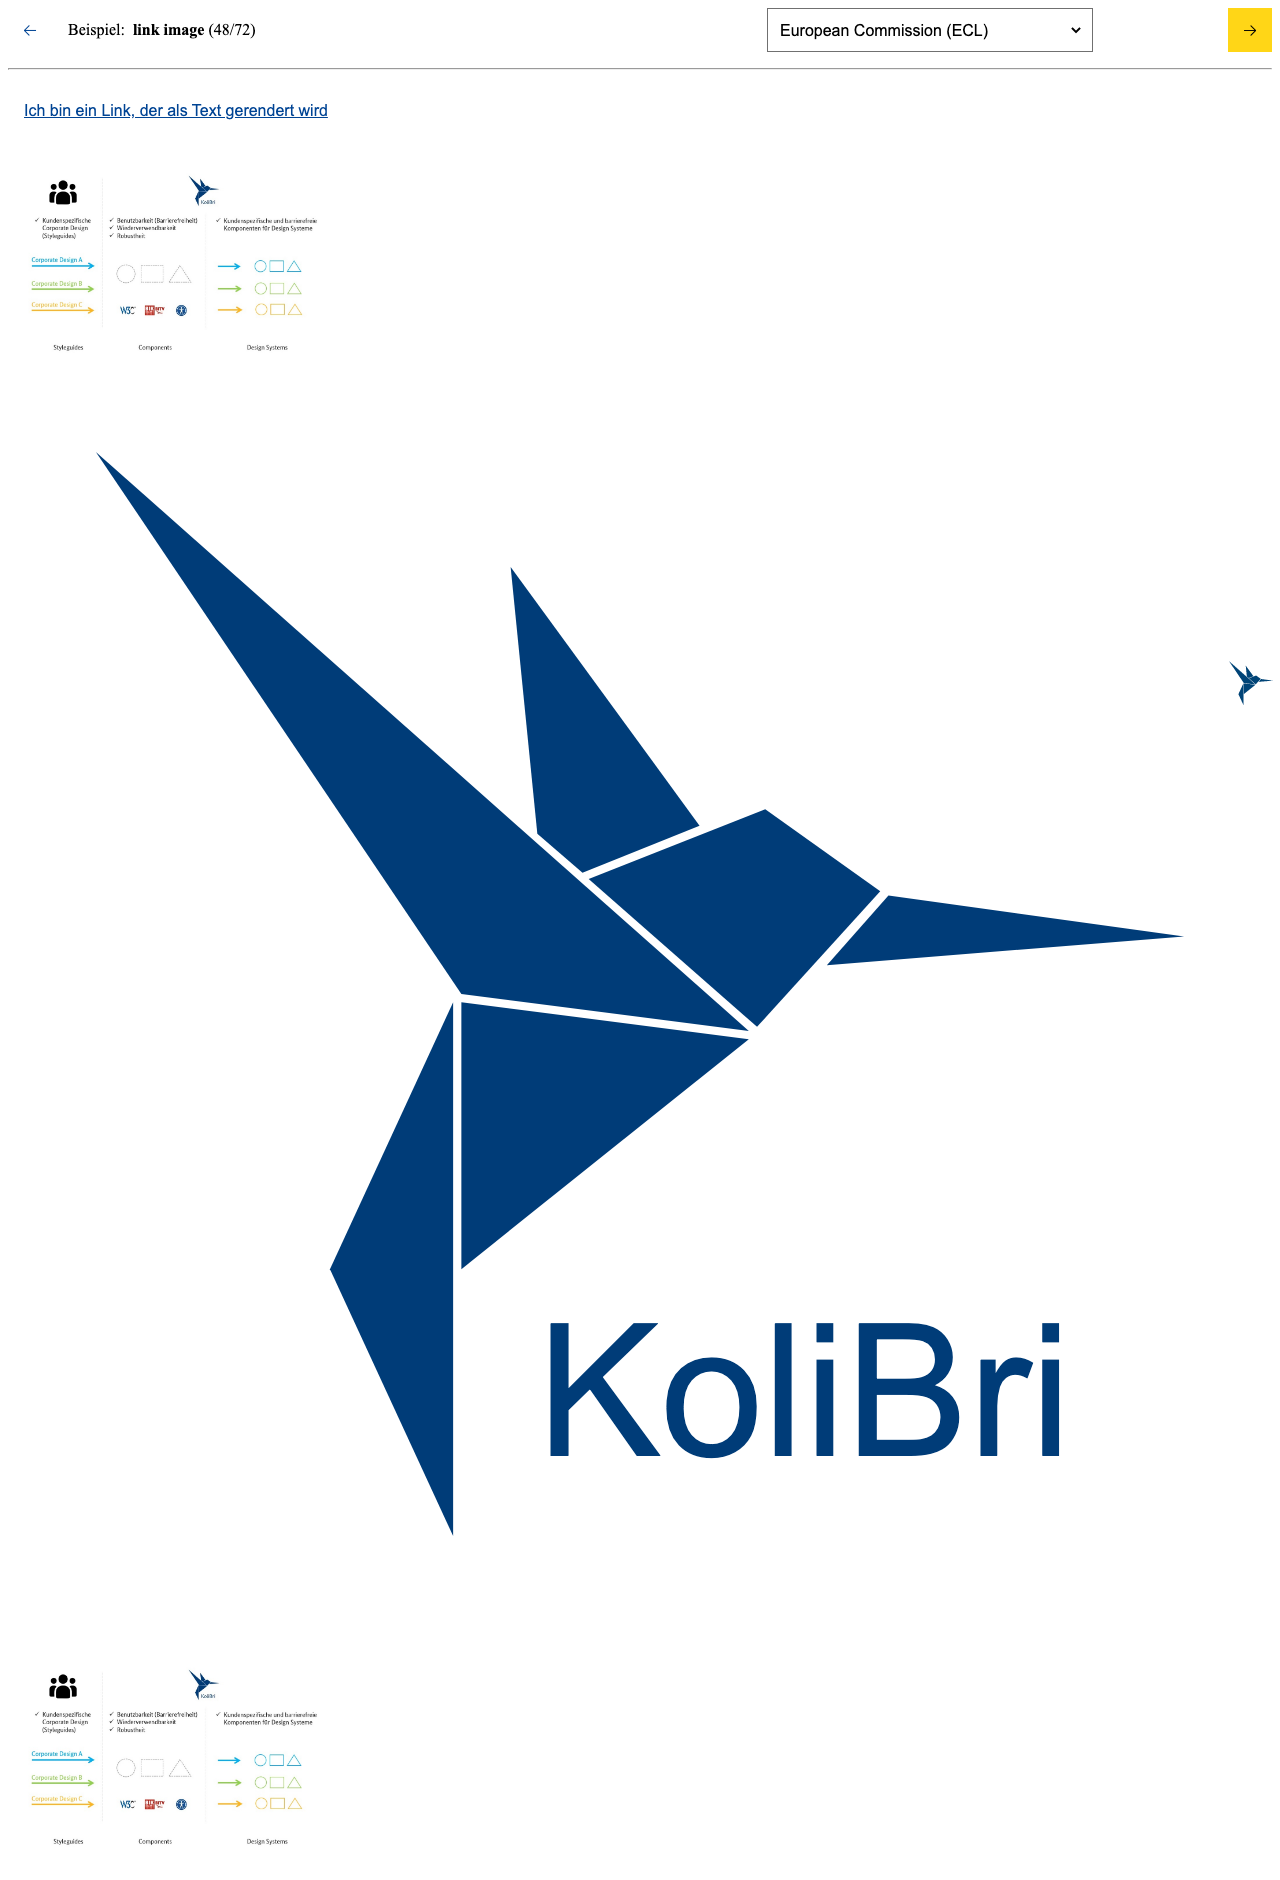 Beispiel: link image (48/72)
European Commission (ECL)
Ich bin ein Link, der als Text gerendert wird
KoliBri
✓ Kundenspezifische
Corporate Design
(Styleguides)
✓ Benutzbarkeit (Barrierefreiheit)
✓ Wiederverwendbarkeit
✓ Robustheit
✓ Kundenspezifische und barrierefreie
Komponenten für Design Systeme
Corporate Design A
Corporate Design B
Corporate Design C
W3C
Styleguides
Components
Design Systems
KoliBri
KoliBri
✓ Kundenspezifische
Corporate Design
(Styleguides)
✓ Benutzbarkeit (Barrierefreiheit)
✓ Wiederverwendbarkeit
✓ Robustheit
✓ Kundenspezifische und barrierefreie
Komponenten für Design Systeme
Corporate Design A
Corporate Design B
Corporate Design C
W3C
Styleguides
Components
Design Systems